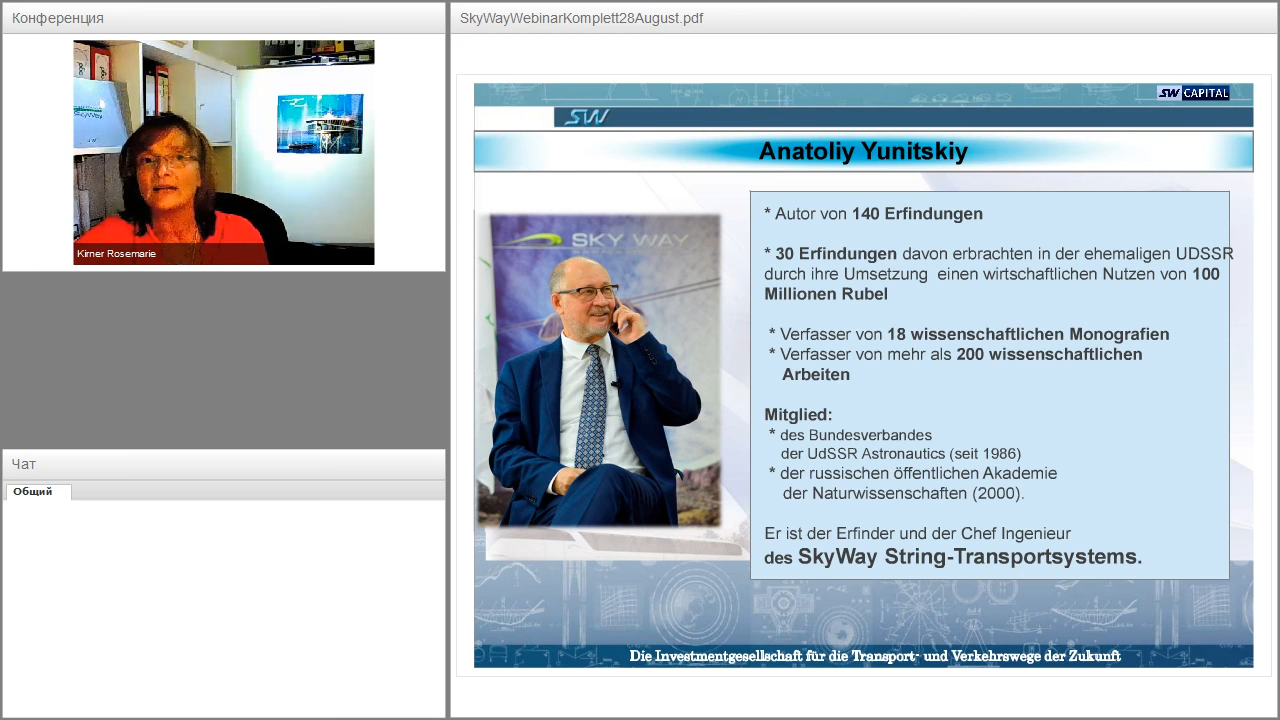 Конференция
Kirner Rosemarie
Чат
Общий
SkyWayWebinarKomplett28August.pdf
SW CAPITAL
SW
Anatoliy Yunitskiy
SKY WAY
* Autor von 140 Erfindungen
* 30 Erfindungen davon erbrachten in der ehemaligen UDSSR
durch ihre Umsetzung einen wirtschaftlichen Nutzen von 100
Millionen Rubel
* Verfasser von 18 wissenschaftlichen Monografien
* Verfasser von mehr als 200 wissenschaftlichen
Arbeiten
Mitglied:
* des Bundesverbandes
der UdSSR Astronautics (seit 1986)
* der russischen öffentlichen Akademie
der Naturwissenschaften (2000).
Er ist der Erfinder und der Chef Ingenieur
des SkyWay String-Transportsystems.
Die Investmentgesellschaft für die Transport- und Verkehrswege der Zukunft